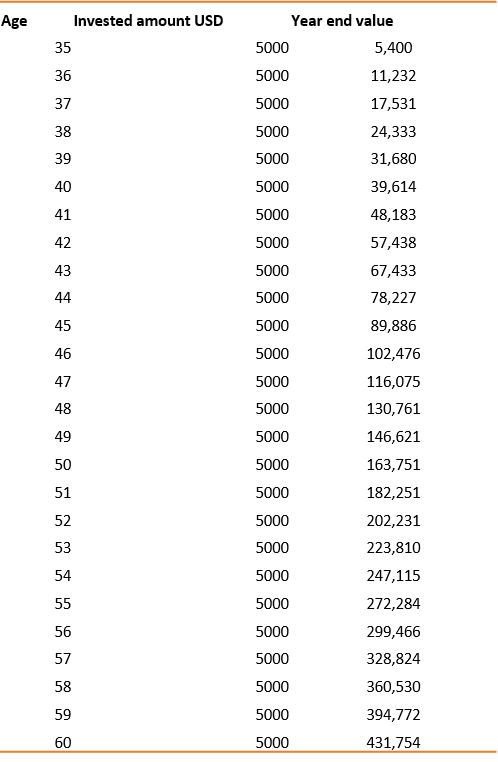 Age Invested amount USD Year end value
35 5000 5,400
36 5000 11,232
37 5000 17,531
38 5000 24,333
39 5000 31,680
40 5000 39,614
41 5000 48,183
42 5000 57,438
43 5000 67,433
44 5000 78,227
45 5000 89,886
46 5000 102,476
47 5000 116,075
48 5000 130,761
49 5000 146,621
50 5000 163,751
51 5000 182,251
52 5000 202,231
53 5000 223,810
54 5000 247,115
55 5000 272,284
56 5000 299,466
57 5000 328,824
58 5000 360,530
59 5000 394,772
60 5000 431,754